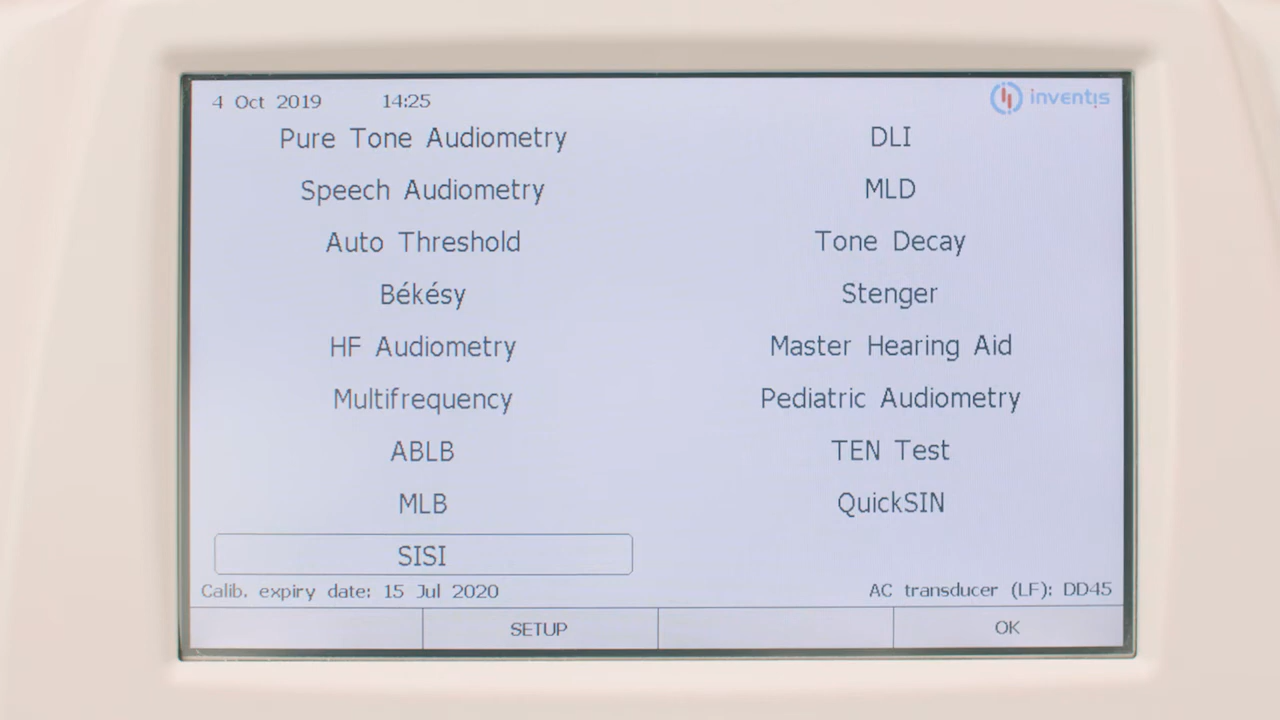 4 Oct 2019 14:25 inventis
Pure Tone Audiometry
Speech Audiometry
Auto Threshold
Békésy
HF Audiometry
Multifrequency
ABLB
MLB
SISI
DLI
MLD
Tone Decay
Stenger
Master Hearing Aid
Pediatric Audiometry
TEN Test
QuickSIN
Calib. expiry date: 15 Jul 2020
AC transducer (LF): DD45
SETUP
OK